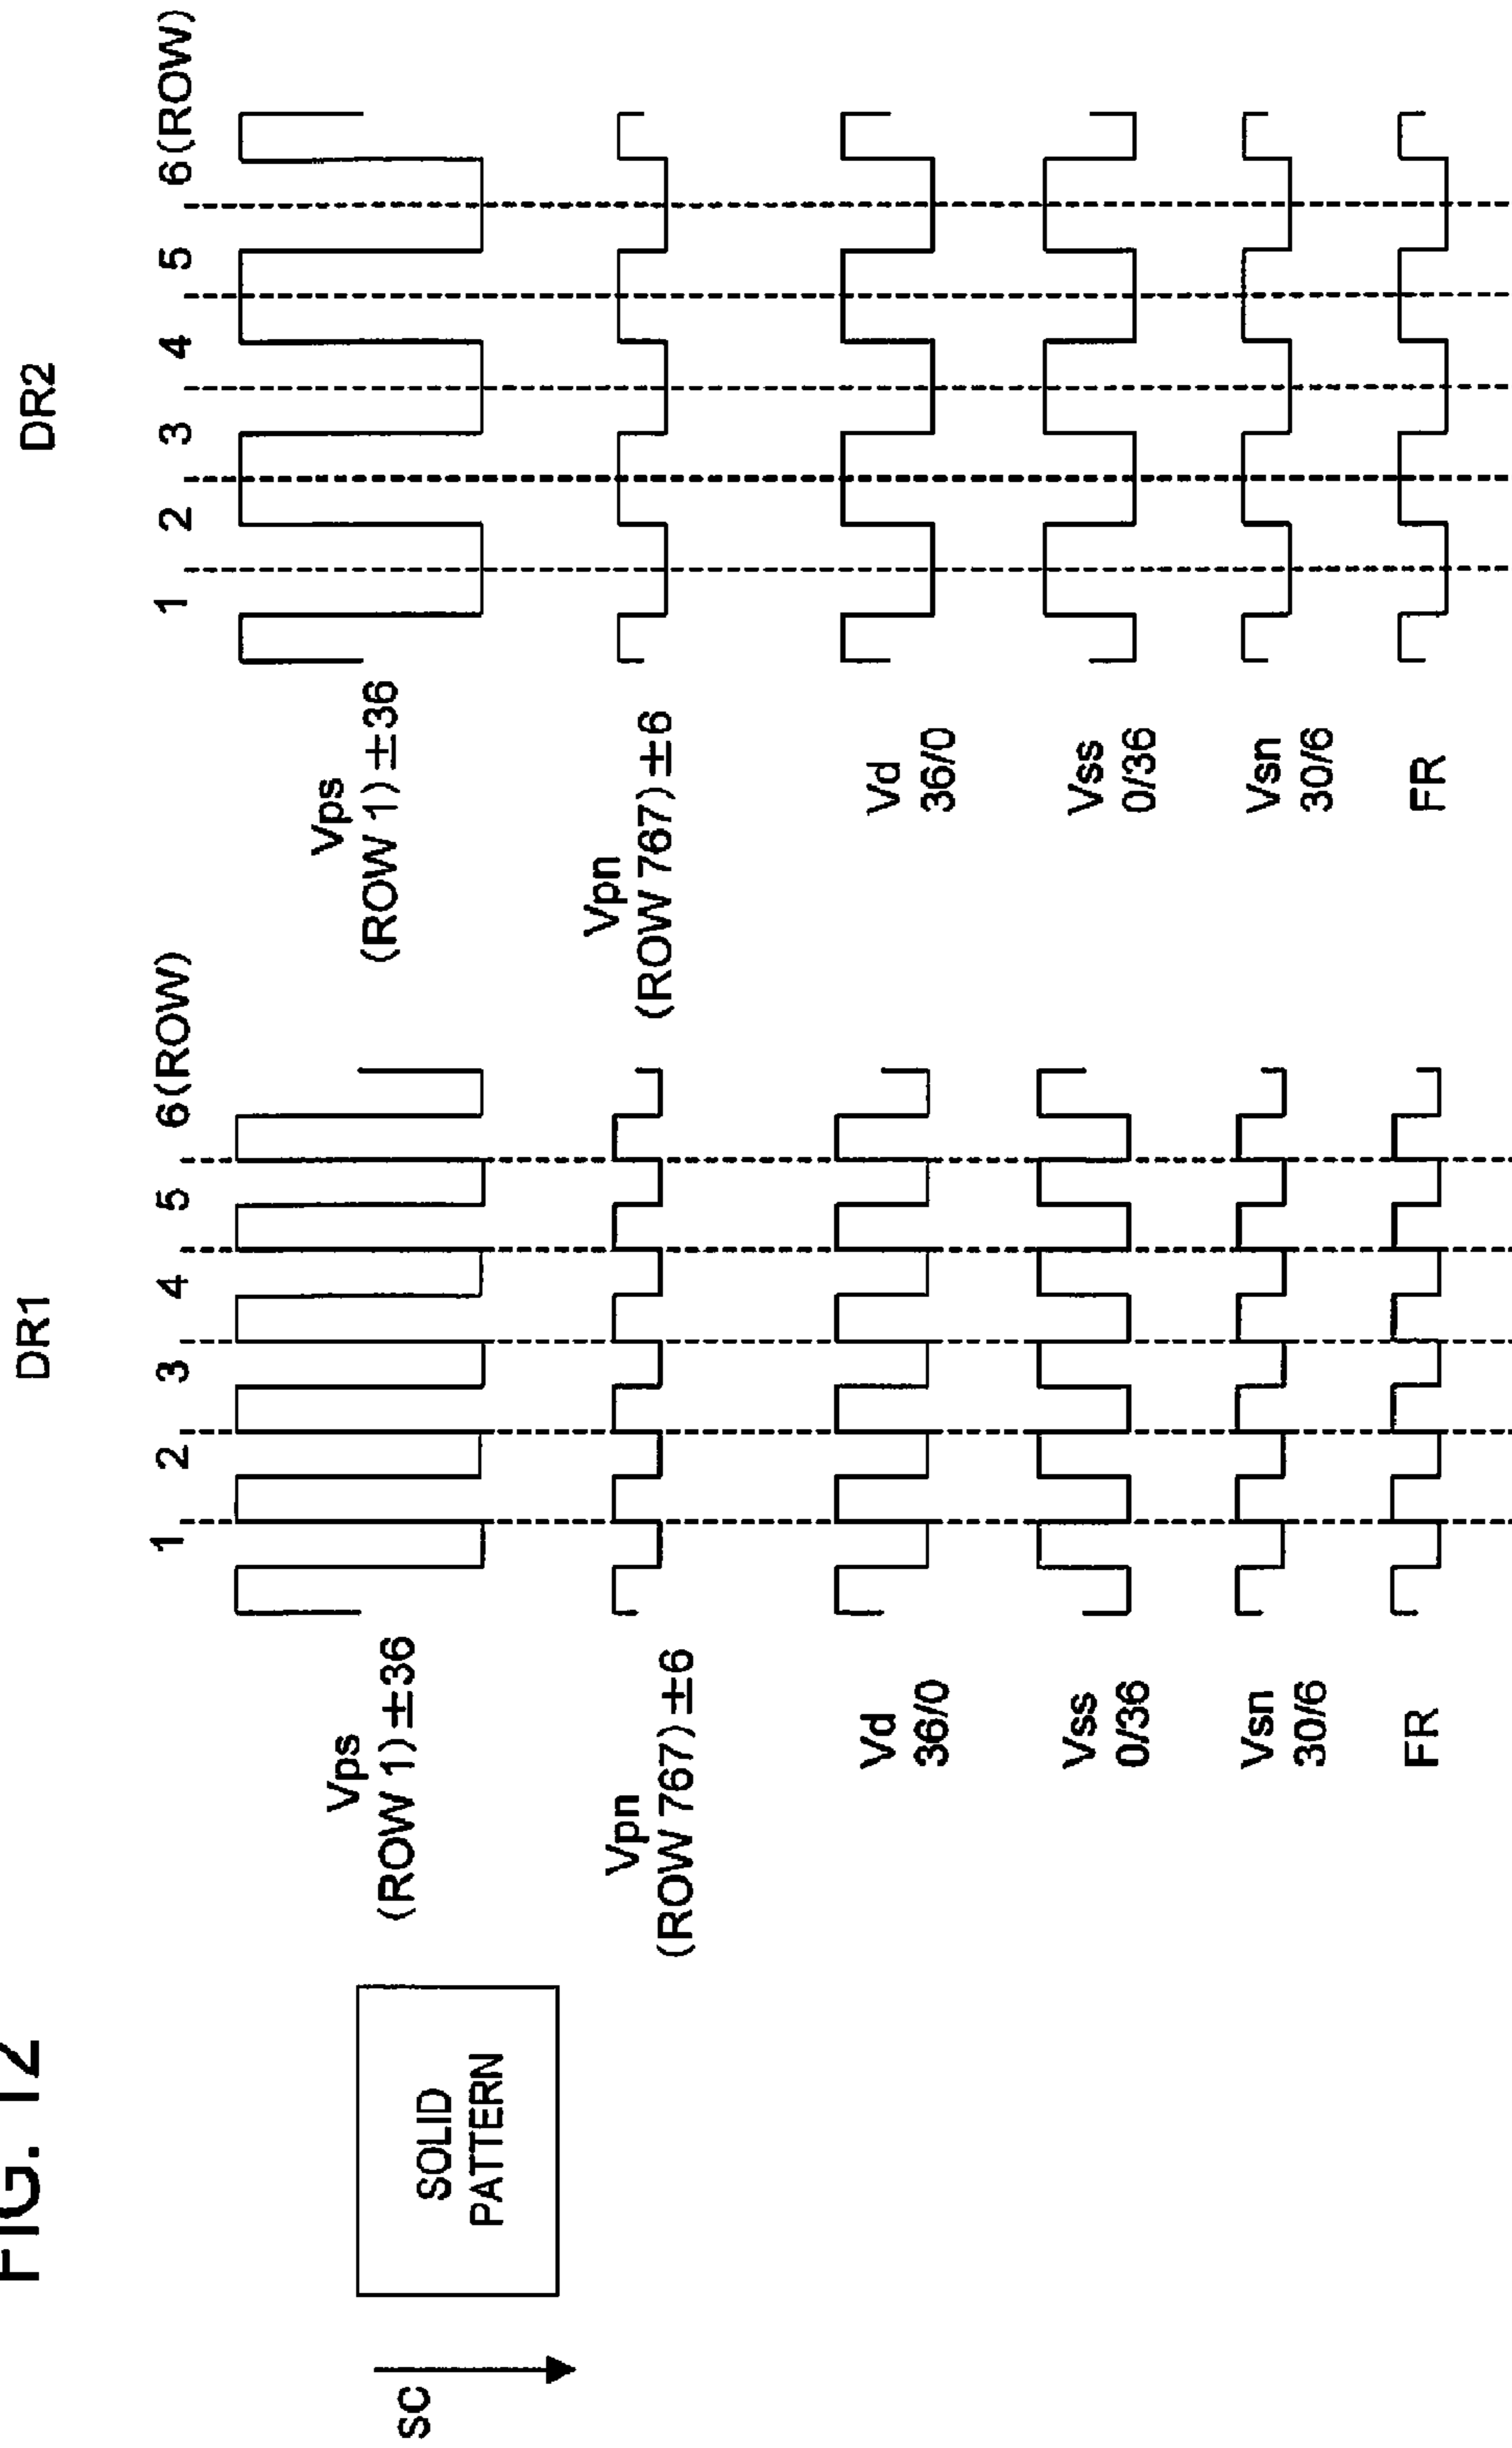 FIG. 12
SC
SOLID
PATTERN
DR1
1 2 3 4 5 6(ROW)
Vps
(ROW 1) ±36
Vpn
(ROW 767) ±6
Vd
36/0
Vss
0/36
Vsn
30/6
FR
DR2
1 2 3 4 5 6(ROW)
Vps
(ROW 1) ±36
Vpn
(ROW 767) ±6
Vd
36/0
Vss
0/36
Vsn
30/6
FR